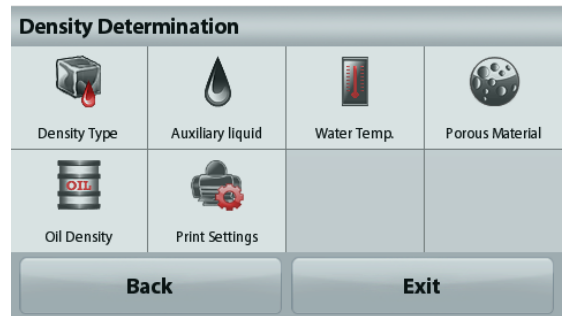 Density Determination
Density Type
Auxiliary liquid
Water Temp.
Porous Material
OIL
Oil Density
Print Settings
Back
Exit